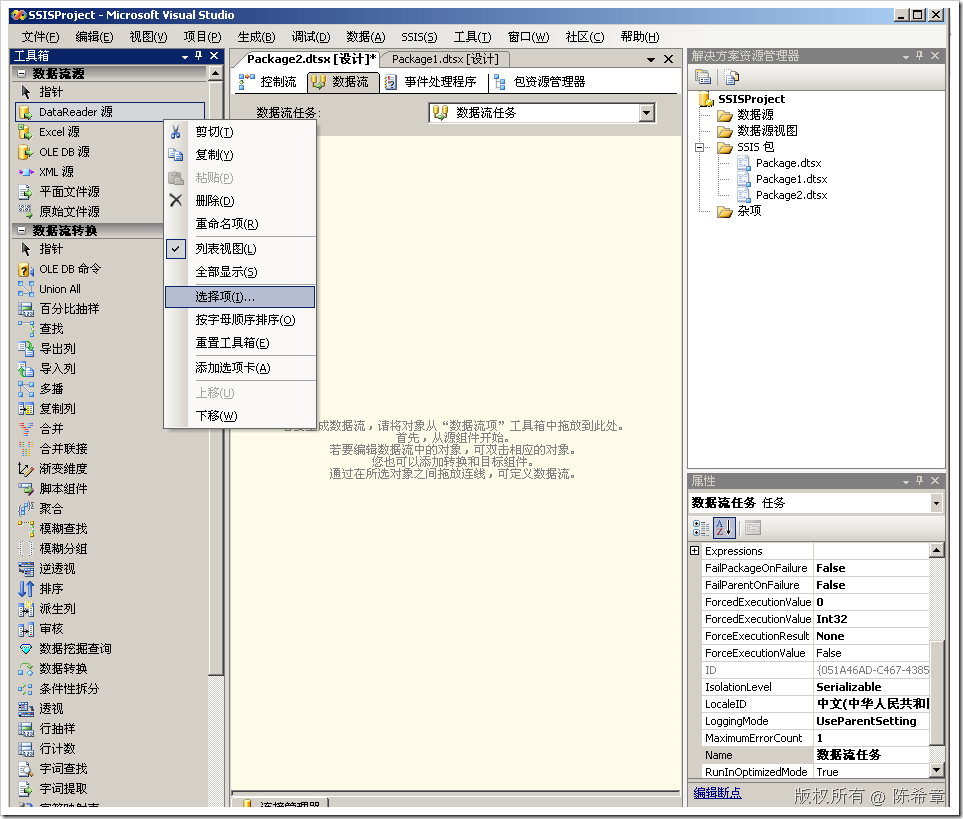 SSISProject - Microsoft Visual Studio
文件(F) 编辑(E) 视图(V) 项目(P) 生成(B) 调试(D) 数据(A) SSIS(S) 工具(T) 窗口(W) 社区(C) 帮助(H)
工具箱
数据流源
指针
DataReader 源
Excel 源
OLE DB 源
XML 源
平面文件源
原始文件源
数据流转换
指针
OLE DB 命令
Union All
百分比抽样
查找
导出列
导入列
多播
复制列
合并
合并联接
渐变维度
脚本组件
聚合
模糊查找
模糊分组
逆透视
排序
派生列
审核
数据挖掘查询
数据转换
条件性拆分
透视
行抽样
行计数
字词查找
字词提取
剪切(T)
复制(Y)
粘贴(P)
删除(D)
重命名项(R)
列表视图(L)
全部显示(S)
选择项(I)...
按字母顺序排序(O)
重置工具箱(E)
添加选项卡(A)
上移(U)
下移(W)
Package2.dtsx [设计]* Package1.dtsx [设计]
控制流 数据流 事件处理程序 包资源管理器
数据流任务: 数据流任务
生成数据流，请将对象从“数据流项”工具箱中拖放到此处。
首先，从源组件开始。
若要编辑数据流中的对象，可双击相应的对象。
您也可以添加转换和目标组件。
通过在所选对象之间拖放连线，可定义数据流。
连接管理器
解决方案资源管理器
SSISProject
数据源
数据源视图
SSIS 包
Package.dtsx
Package1.dtsx
Package2.dtsx
杂项
属性
数据流任务 任务
Expressions
FailPackageOnFailure False
FailParentOnFailure False
ForcedExecutionValue 0
ForcedExecutionValue Int32
ForceExecutionResult None
ForceExecutionValue False
ID {051A46AD-C467-4385
IsolationLevel Serializable
LocaleID 中文(中华人民共和国
LoggingMode UseParentSetting
MaximumErrorCount 1
Name 数据流任务
RunInOptimizedMode True
编辑断点
版权所有 @ 陈希章